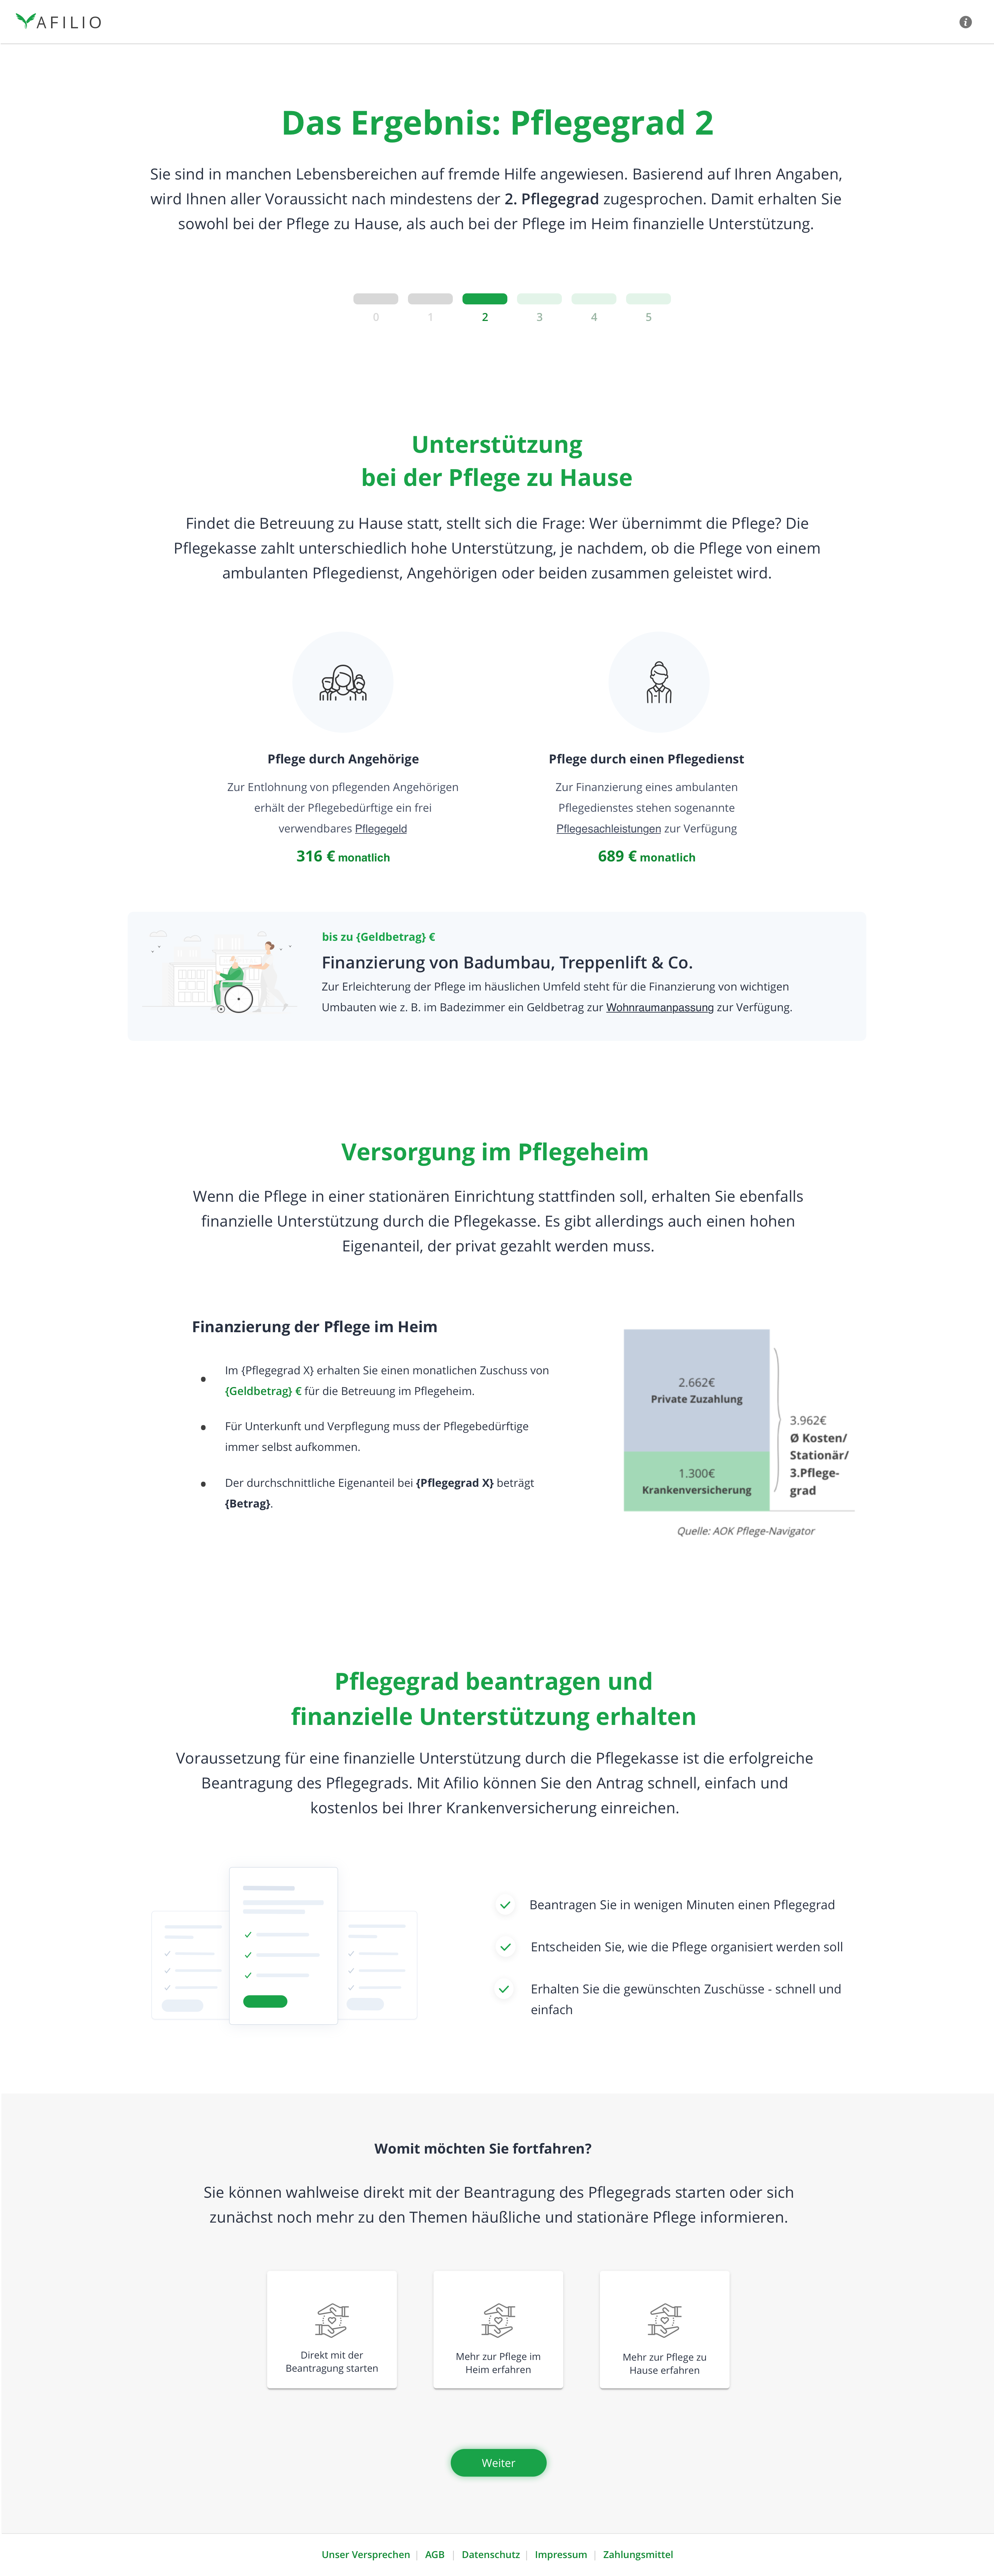 AFILIO
Das Ergebnis: Pflegegrad 2
Sie sind in manchen Lebensbereichen auf fremde Hilfe angewiesen. Basierend auf Ihren Angaben,
wird Ihnen aller Voraussicht nach mindestens der 2. Pflegegrad zugesprochen. Damit erhalten Sie
sowohl bei der Pflege zu Hause, als auch bei der Pflege im Heim finanzielle Unterstützung.
0 1 2 3 4 5
Unterstützung
bei der Pflege zu Hause
Findet die Betreuung zu Hause statt, stellt sich die Frage: Wer übernimmt die Pflege? Die
Pflegekasse zahlt unterschiedlich hohe Unterstützung, je nachdem, ob die Pflege von einem
ambulanten Pflegedienst, Angehörigen oder beiden zusammen geleistet wird.
Pflege durch Angehörige
Zur Entlohnung von pflegenden Angehörigen
erhält der Pflegebedürftige ein frei
verwendbares Pflegegeld
316 € monatlich
Pflege durch einen Pflegedienst
Zur Finanzierung eines ambulanten
Pflegedienstes stehen sogenannte
Pflegesachleistungen zur Verfügung
689 € monatlich
bis zu {Geldbetrag} €
Finanzierung von Badumbau, Treppenlift & Co.
Zur Erleichterung der Pflege im häuslichen Umfeld steht für die Finanzierung von wichtigen
Umbauten wie z. B. im Badezimmer ein Geldbetrag zur Wohnraumanpassung zur Verfügung.
Versorgung im Pflegeheim
Wenn die Pflege in einer stationären Einrichtung stattfinden soll, erhalten Sie ebenfalls
finanzielle Unterstützung durch die Pflegekasse. Es gibt allerdings auch einen hohen
Eigenanteil, der privat gezahlt werden muss.
Finanzierung der Pflege im Heim
Im {Pflegegrad X} erhalten Sie einen monatlichen Zuschuss von
{Geldbetrag} € für die Betreuung im Pflegeheim.
Für Unterkunft und Verpflegung muss der Pflegebedürftige
immer selbst aufkommen.
Der durchschnittliche Eigenanteil bei {Pflegegrad X} beträgt
{Betrag}.
2.662€
Private Zuzahlung
1.300€
Krankenversicherung
3.962€
Ø Kosten/
Stationär/
3.Pflege-
grad
Quelle: AOK Pflege-Navigator
Pflegegrad beantragen und
finanzielle Unterstützung erhalten
Voraussetzung für eine finanzielle Unterstützung durch die Pflegekasse ist die erfolgreiche
Beantragung des Pflegegrads. Mit Afilio können Sie den Antrag schnell, einfach und
kostenlos bei Ihrer Krankenversicherung einreichen.
Beantragen Sie in wenigen Minuten einen Pflegegrad
Entscheiden Sie, wie die Pflege organisiert werden soll
Erhalten Sie die gewünschten Zuschüsse - schnell und
einfach
Womit möchten Sie fortfahren?
Sie können wahlweise direkt mit der Beantragung des Pflegegrads starten oder sich
zunächst noch mehr zu den Themen häußliche und stationäre Pflege informieren.
Direkt mit der
Beantragung starten
Mehr zur Pflege im
Heim erfahren
Mehr zur Pflege zu
Hause erfahren
Weiter
Unser Versprechen | AGB | Datenschutz | Impressum | Zahlungsmittel